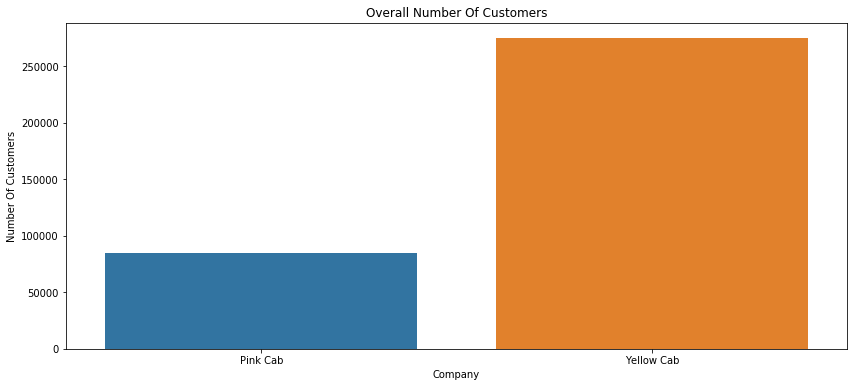 Overall Number Of Customers
Number Of Customers
250000
200000
150000
100000
50000
0
Pink Cab
Yellow Cab
Company